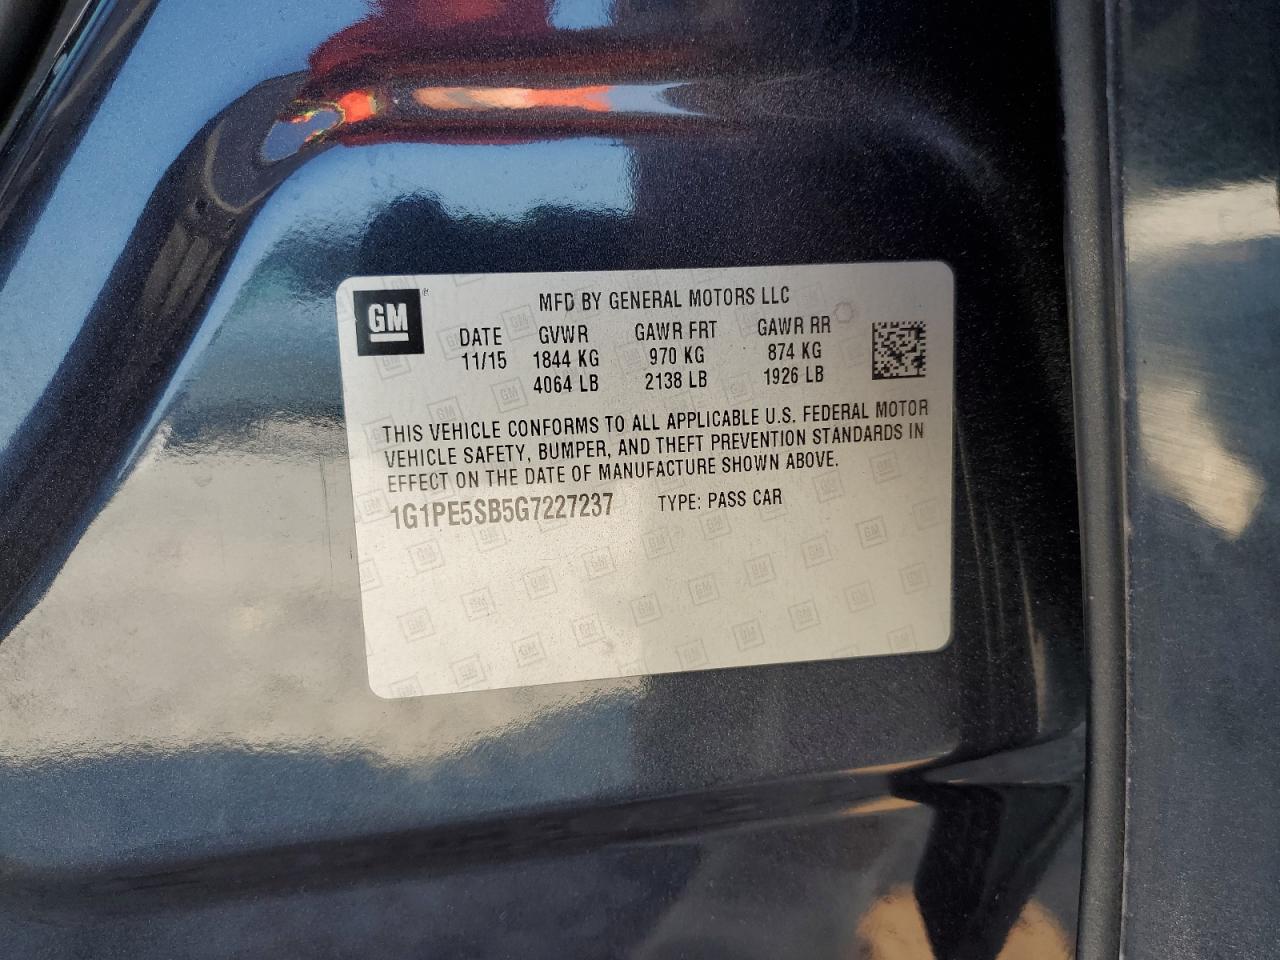 GM
MFD BY GENERAL MOTORS LLC
DATE GVWR GAWR FRT GAWR RR
11/15 1844 KG 970 KG 874 KG
4064 LB 2138 LB 1926 LB
THIS VEHICLE CONFORMS TO ALL APPLICABLE U.S. FEDERAL MOTOR
VEHICLE SAFETY, BUMPER, AND THEFT PREVENTION STANDARDS IN
EFFECT ON THE DATE OF MANUFACTURE SHOWN ABOVE.
1G1PE5SB5G7227237 TYPE: PASS CAR